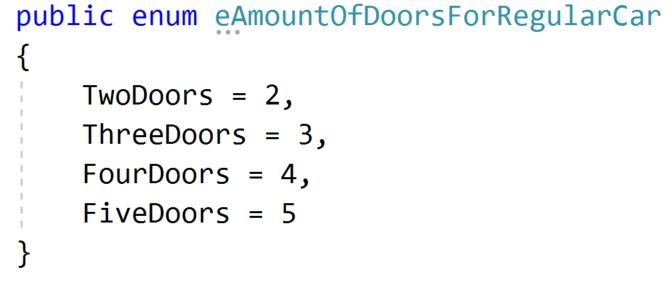 public enum eAmountOfDoorsForRegularCar
{
    TwoDoors = 2,
    ThreeDoors = 3,
    FourDoors = 4,
    FiveDoors = 5
}